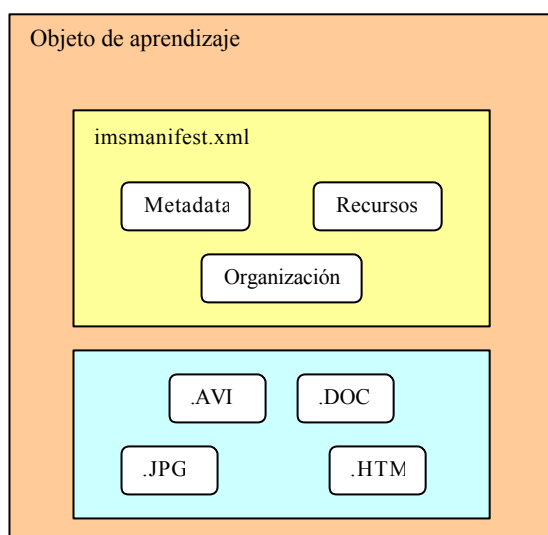 Objeto de aprendizaje
imsmanifest.xml
Metadata
Recursos
Organización
.AVI
.DOC
.JPG
.HTM